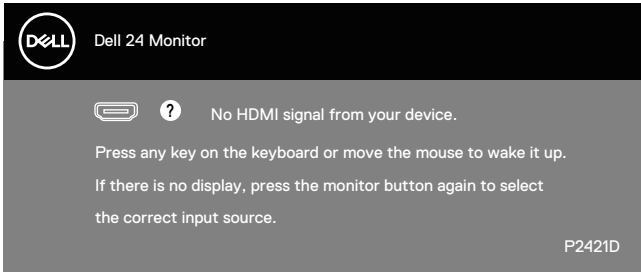 DELL
Dell 24 Monitor
? No HDMI signal from your device.
Press any key on the keyboard or move the mouse to wake it up.
If there is no display, press the monitor button again to select
the correct input source.
P2421D